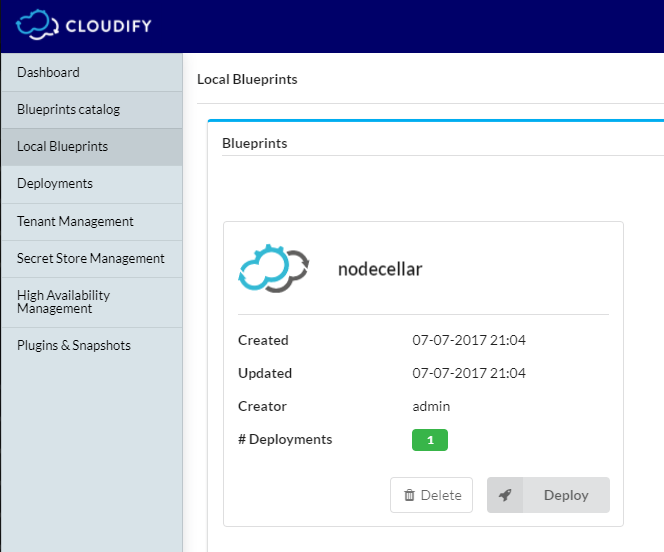 CLOUDIFY
Dashboard
Blueprints catalog
Local Blueprints
Deployments
Tenant Management
Secret Store Management
High Availability
Management
Plugins & Snapshots
Local Blueprints
Blueprints
nodecellar
Created 07-07-2017 21:04
Updated 07-07-2017 21:04
Creator admin
# Deployments 1
Delete Deploy